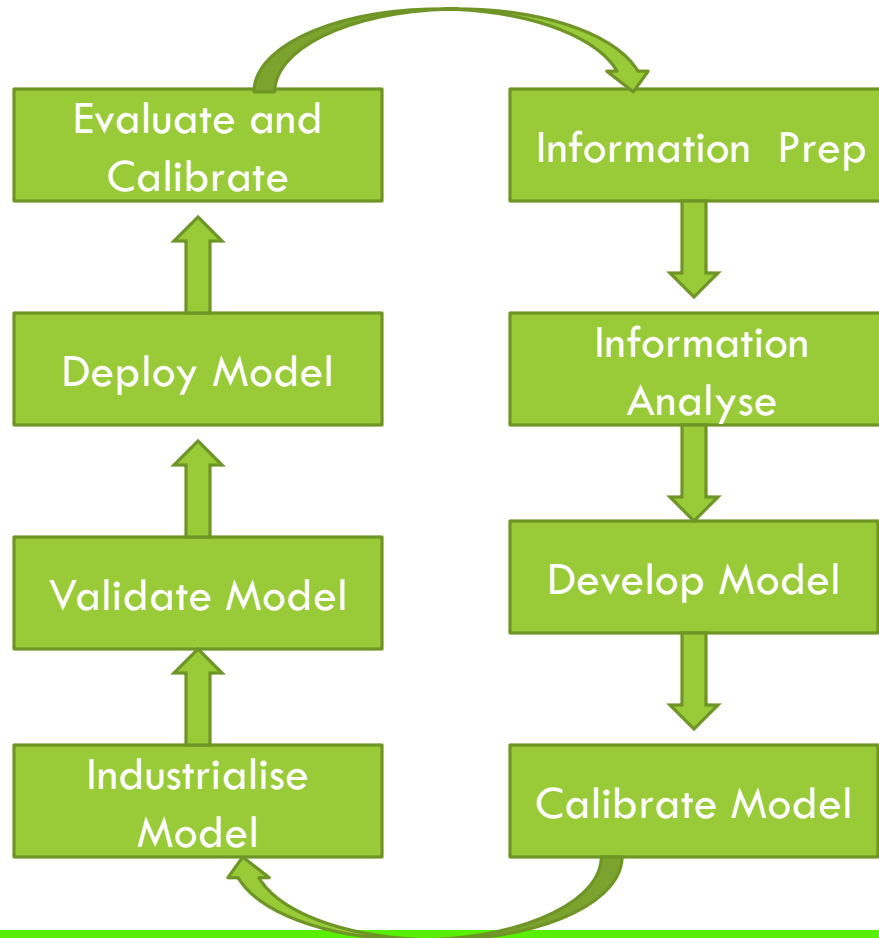 Evaluate and
Calibrate
Information  Prep
Deploy Model
Information
Analyse
Validate Model
Develop Model
Industrialise
Model
Calibrate Model